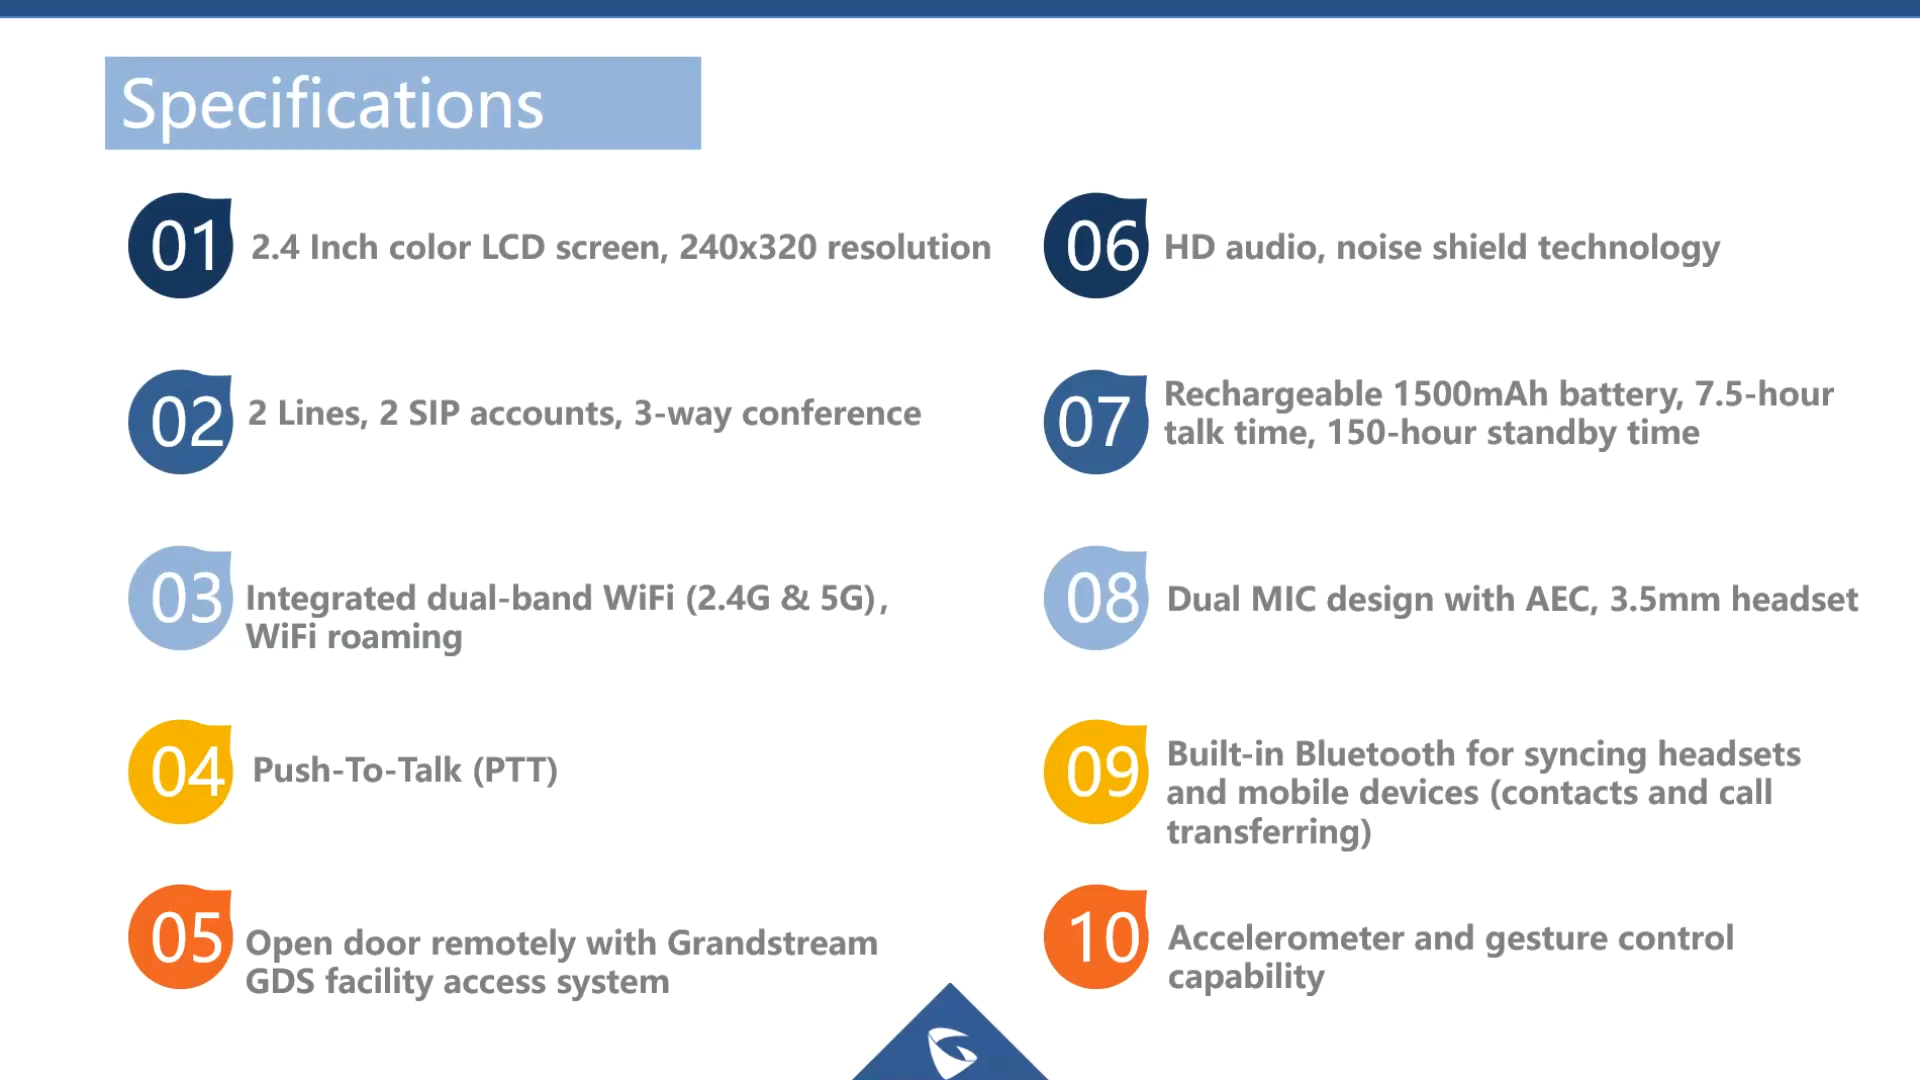 Specifications
01
2.4 Inch color LCD screen, 240x320 resolution
02
2 Lines, 2 SIP accounts, 3-way conference
03
Integrated dual-band WiFi (2.4G & 5G),
WiFi roaming
04
Push-To-Talk (PTT)
05
Open door remotely with Grandstream
GDS facility access system
06
HD audio, noise shield technology
07
Rechargeable 1500mAh battery, 7.5-hour
talk time, 150-hour standby time
08
Dual MIC design with AEC, 3.5mm headset
09
Built-in Bluetooth for syncing headsets
and mobile devices (contacts and call
transferring)
10
Accelerometer and gesture control
capability